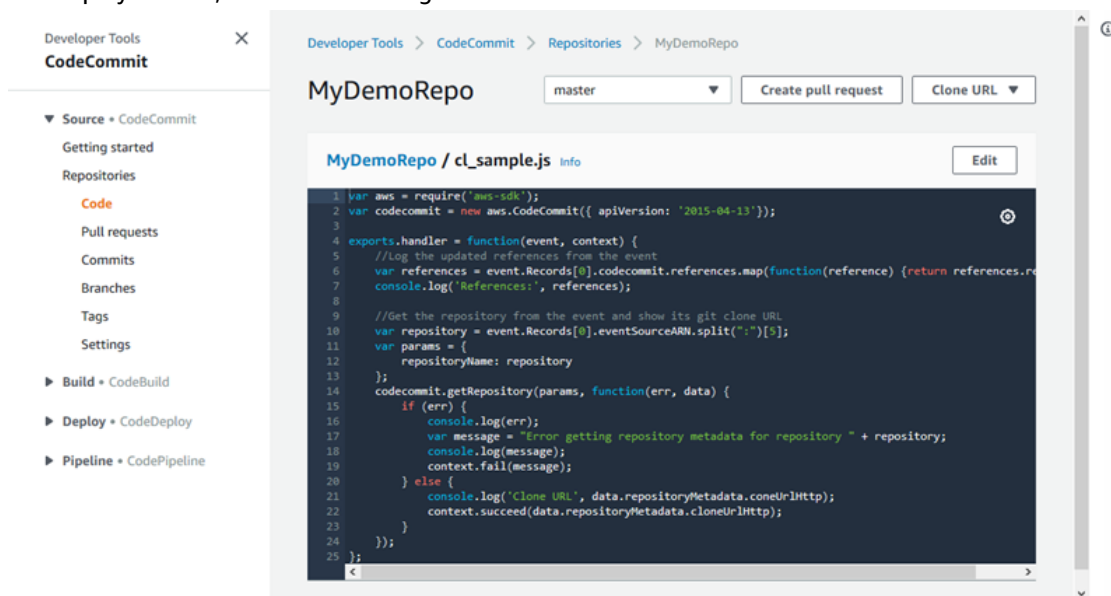 Developer Tools
CodeCommit
▼ Source • CodeCommit
Getting started
Repositories
Code
Pull requests
Commits
Branches
Tags
Settings
▶ Build • CodeBuild
▶ Deploy • CodeDeploy
▶ Pipeline • CodePipeline
Developer Tools > CodeCommit > Repositories > MyDemoRepo
MyDemoRepo master ▼ Create pull request Clone URL ▼
MyDemoRepo / cl_sample.js Info Edit
1 var aws = require('aws-sdk');
2 var codecommit = new aws.CodeCommit({ apiVersion: '2015-04-13'});
3
4 exports.handler = function(event, context) {
5 //Log the updated references from the event
6 var references = event.Records[0].codecommit.references.map(function(reference) {return references.re
7 console.log('References:', references);
8
9 //Get the repository from the event and show its git clone URL
10 var repository = event.Records[0].eventSourceARN.split(":")[5];
11 var params = {
12 repositoryName: repository
13 };
14 codecommit.getRepository(params, function(err, data) {
15 if (err) {
16 console.log(err);
17 var message = "Error getting repository metadata for repository " + repository;
18 console.log(message);
19 context.fail(message);
20 } else {
21 console.log('Clone URL', data.repositoryMetadata.coneUrlHttp);
22 context.succeed(data.repositoryMetadata.cloneUrlHttp);
23 }
24 });
25 };